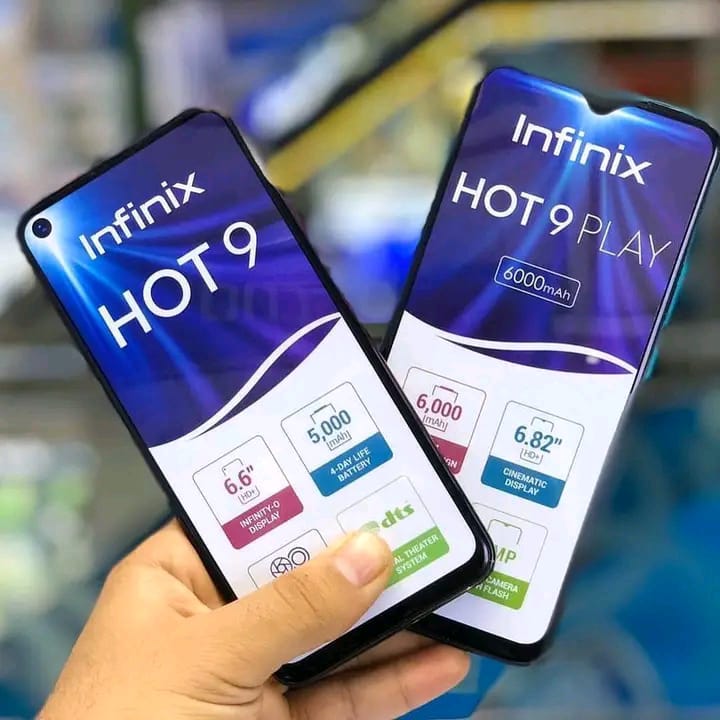 Infinix
HOT 9
5,000
[mAh]
4-DAY LIFE
BATTERY
6.6"
[HD+]
INFINITY-O
DISPLAY
dts
THEATER
SYSTEM
Infinix
HOT 9 PLAY
6000mAh
6,000
[mAh]
6.82"
[HD+]
CINEMATIC
DISPLAY
MP
CAMERA
FLASH